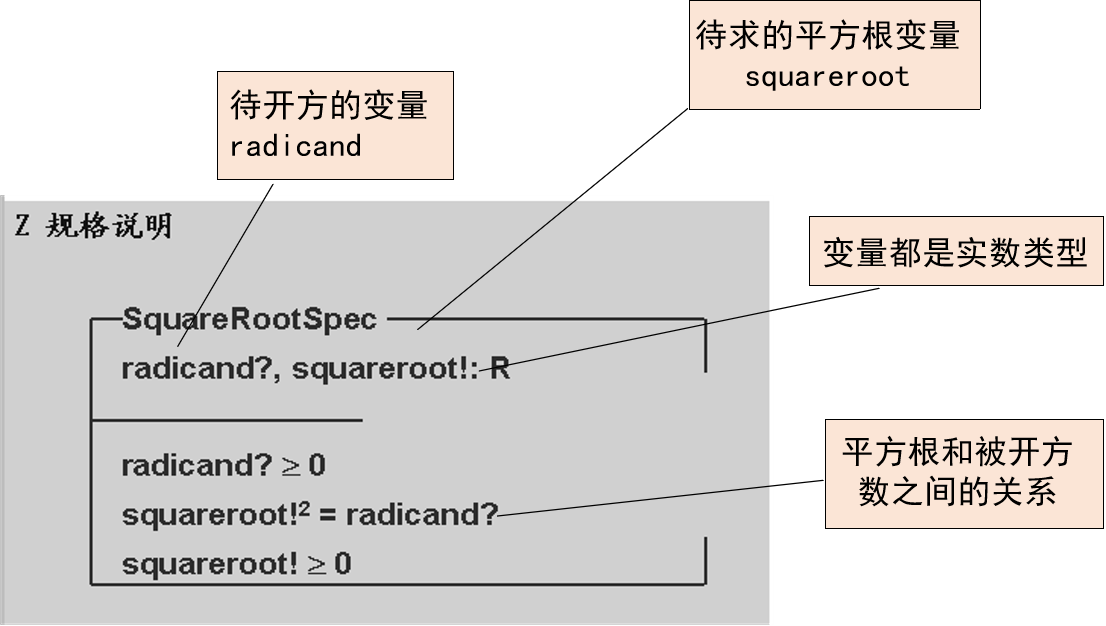 待求的平方根变量
squareroot
待开方的变量
radicand
Z 规格说明
变量都是实数类型
SquareRootSpec
radicand?, squareroot!: R
平方根和被开方
数之间的关系
radicand? ≥ 0
squareroot!² = radicand?
squareroot! ≥ 0